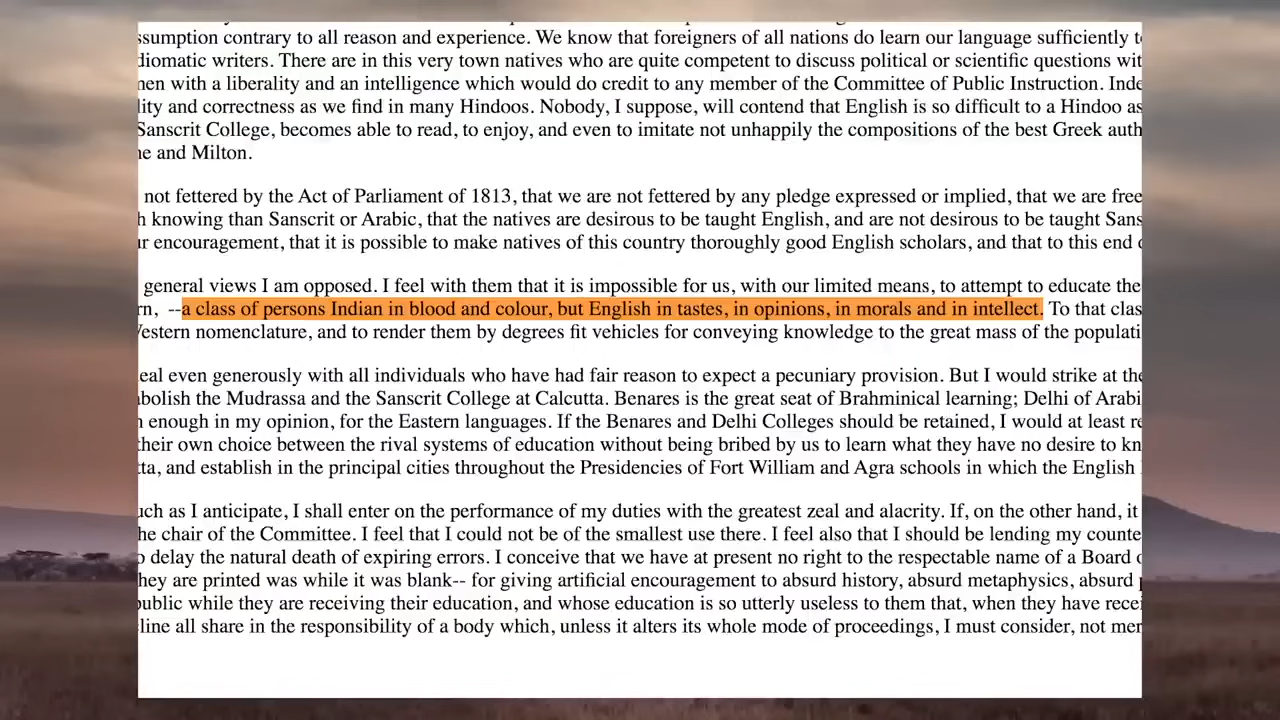 ssumption contrary to all reason and experience. We know that foreigners of all nations do learn our language sufficiently t
diomatic writers. There are in this very town natives who are quite competent to discuss political or scientific questions wit
nen with a liberality and an intelligence which would do credit to any member of the Committee of Public Instruction. Inde
lity and correctness as we find in many Hindoos. Nobody, I suppose, will contend that English is so difficult to a Hindoo as
Sanscrit College, becomes able to read, to enjoy, and even to imitate not unhappily the compositions of the best Greek auth
ne and Milton.
not fettered by the Act of Parliament of 1813, that we are not fettered by any pledge expressed or implied, that we are free
h knowing than Sanscrit or Arabic, that the natives are desirous to be taught English, and are not desirous to be taught Sans
ur encouragement, that it is possible to make natives of this country thoroughly good English scholars, and that to this end
general views I am opposed. I feel with them that it is impossible for us, with our limited means, to attempt to educate the
rn, --a class of persons Indian in blood and colour, but English in tastes, in opinions, in morals and in intellect. To that clas
Western nomenclature, and to render them by degrees fit vehicles for conveying knowledge to the great mass of the populati
eal even generously with all individuals who have had fair reason to expect a pecuniary provision. But I would strike at the
abolish the Mudrassa and the Sanscrit College at Calcutta. Benares is the great seat of Brahminical learning; Delhi of Arabi
n enough in my opinion, for the Eastern languages. If the Benares and Delhi Colleges should be retained, I would at least re
their own choice between the rival systems of education without being bribed by us to learn what they have no desire to kn
tta, and establish in the principal cities throughout the Presidencies of Fort William and Agra schools in which the English
uch as I anticipate, I shall enter on the performance of my duties with the greatest zeal and alacrity. If, on the other hand, it
he chair of the Committee. I feel that I could not be of the smallest use there. I feel also that I should be lending my counte
o delay the natural death of expiring errors. I conceive that we have at present no right to the respectable name of a Board
hey are printed was while it was blank-- for giving artificial encouragement to absurd history, absurd metaphysics, absurd
public while they are receiving their education, and whose education is so utterly useless to them that, when they have recei
line all share in the responsibility of a body which, unless it alters its whole mode of proceedings, I must consider, not mer